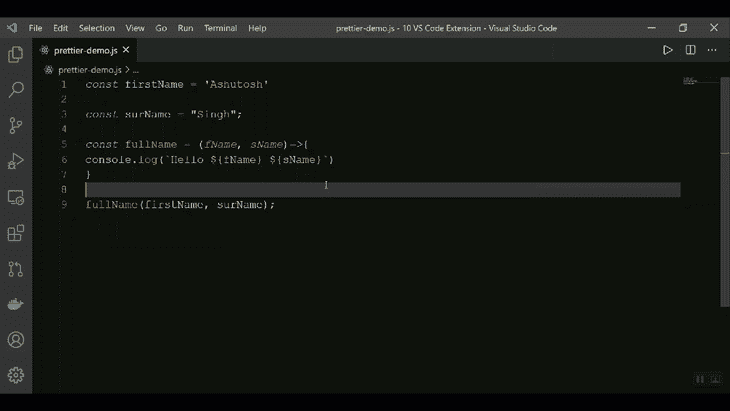 File Edit Selection View Go Run Terminal Help prettier-demo.js - 10 VS Code Extension - Visual Studio Code
prettier-demo.js
prettier-demo.js > ...
1 const firstName = 'Ashutosh'
2
3 const surName = "Singh";
4
5 const fullName = (fName, sName)=>{
6 console.log(`Hello ${fName} ${sName}`)
7 }
8
9 fullName(firstName, surName);